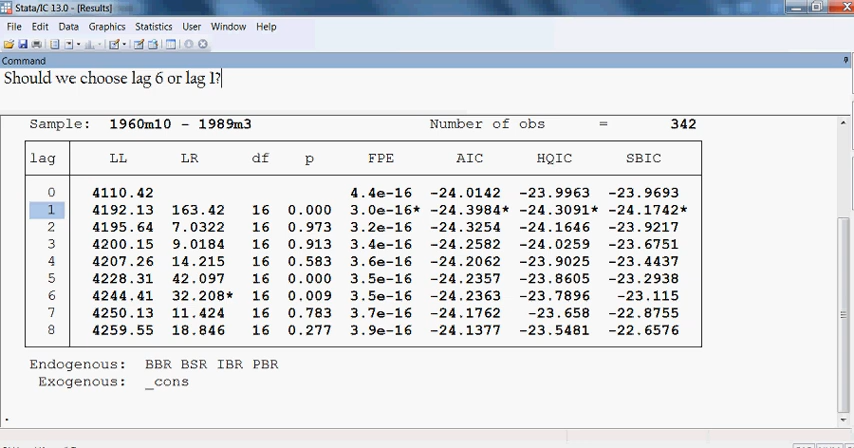 Stata/IC 13.0 - [Results]
File Edit Data Graphics Statistics User Window Help
Command
Should we choose lag 6 or lag 1?
Sample: 1960m10 - 1989m3 Number of obs = 342
lag LL LR df p FPE AIC HQIC SBIC
0 4110.42 4.4e-16 -24.0142 -23.9963 -23.9693
1 4192.13 163.42 16 0.000 3.0e-16* -24.3984* -24.3091* -24.1742*
2 4195.64 7.0322 16 0.973 3.2e-16 -24.3254 -24.1646 -23.9217
3 4200.15 9.0184 16 0.913 3.4e-16 -24.2582 -24.0259 -23.6751
4 4207.26 14.215 16 0.583 3.6e-16 -24.2062 -23.9025 -23.4437
5 4228.31 42.097 16 0.000 3.5e-16 -24.2357 -23.8605 -23.2938
6 4244.41 32.208* 16 0.009 3.5e-16 -24.2363 -23.7896 -23.115
7 4250.13 11.424 16 0.783 3.7e-16 -24.1762 -23.658 -22.8755
8 4259.55 18.846 16 0.277 3.9e-16 -24.1377 -23.5481 -22.6576
Endogenous: BBR BSR IBR PBR
Exogenous: _cons
.